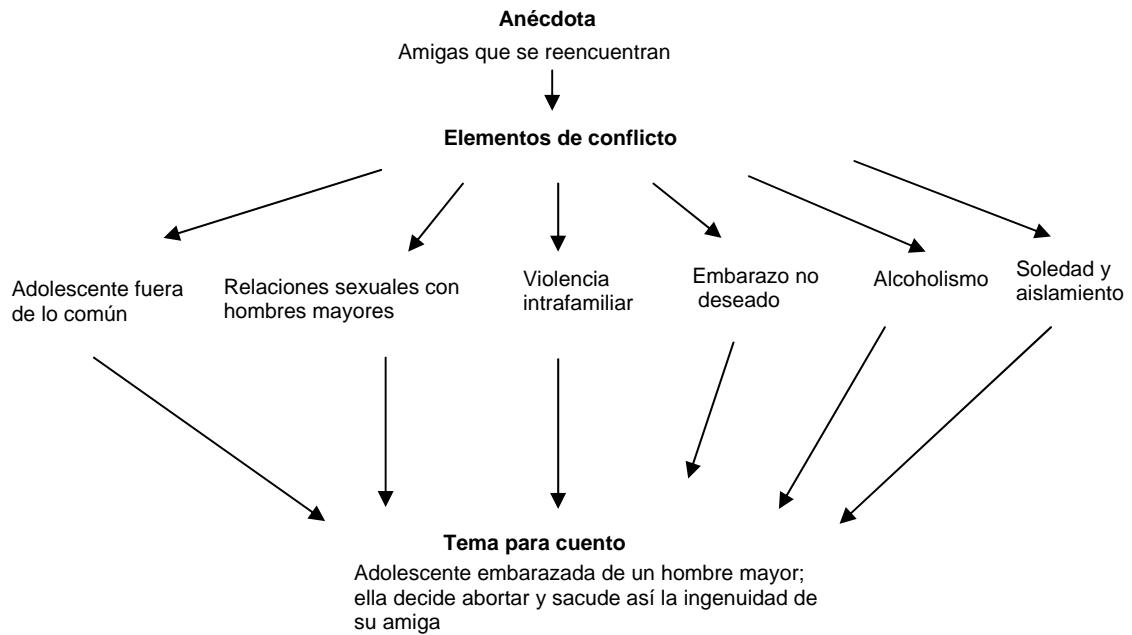 Anécdota
Amigas que se reencuentran
Elementos de conflicto
Adolescente fuera
de lo común
Relaciones sexuales con
hombres mayores
Violencia
intrafamiliar
Embarazo no
deseado
Alcoholismo
Soledad y
aislamiento
Tema para cuento
Adolescente embarazada de un hombre mayor;
ella decide abortar y sacude así la ingenuidad de
su amiga